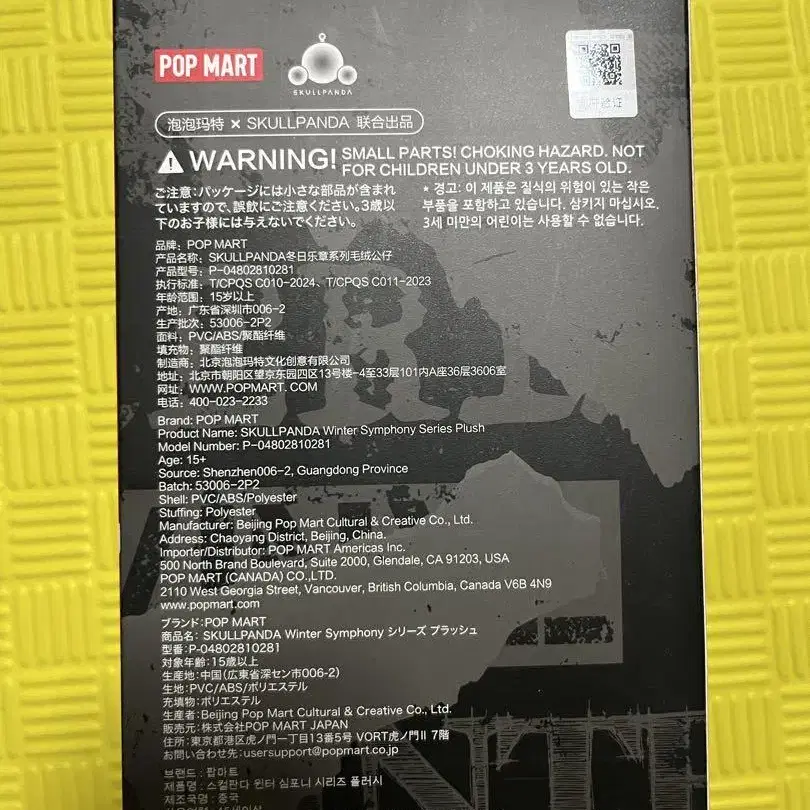 POP MART
SKULLPANDA
泡泡玛特 × SKULLPANDA 联合出品
WARNING! SMALL PARTS! CHOKING HAZARD. NOT
FOR CHILDREN UNDER 3 YEARS OLD.
ご注意:パッケージには小さな部品が含まれ
ていますので、誤飲にご注意ください。3歳以
下のお子様には与えないでください。
* 경고: 이 제품은 질식의 위험이 있는 작은
부품을 포함하고 있습니다. 삼키지 마십시오.
3세 미만의 어린이는 사용할 수 없습니다.
品牌: POP MART
产品名称: SKULLPANDA冬日乐章系列毛绒公仔
产品型号: P-04802810281
执行标准: T/CPQS C010-2024、T/CPQS C011-2023
年龄范围: 15岁以上
产地: 广东省深圳市006-2
生产批次: 53006-2P2
面料: PVC/ABS/聚酯纤维
填充物: 聚酯纤维
制造商: 北京泡泡玛特文化创意有限公司
地址: 北京市朝阳区望京东园四区13号楼-4至33层101内A座36层3606室
网址: WWW.POPMART.COM
电话: 400-023-2233
Brand: POP MART
Product Name: SKULLPANDA Winter Symphony Series Plush
Model Number: P-04802810281
Age: 15+
Source: Shenzhen006-2, Guangdong Province
Batch: 53006-2P2
Shell: PVC/ABS/Polyester
Stuffing: Polyester
Manufacturer: Beijing Pop Mart Cultural & Creative Co., Ltd.
Address: Chaoyang District, Beijing, China.
Importer/Distributor: POP MART Americas Inc.
500 North Brand Boulevard, Suite 2000, Glendale, CA 91203, USA
POP MART (CANADA) CO.,LTD.
2110 West Georgia Street, Vancouver, British Columbia, Canada V6B 4N9
www.popmart.com
ブランド:POP MART
商品名: SKULLPANDA Winter Symphony シリーズ プラッシュ
型番:P-04802810281
対象年齢:15歳以上
生産地:中国(広東省深セン市006-2)
生地:PVC/ABS/ポリエステル
充填物:ポリエステル
生産者:Beijing Pop Mart Cultural & Creative Co., Ltd.
販売元:株式会社POP MART JAPAN
住所:東京都港区虎ノ門一丁目13番地5号 VORT虎ノ門II 7階
お問い合わせ先:usersupport@popmart.co.jp
브랜드 : 팝마트
제품명 : 스컬판다 윈터 심포니 시리즈 플러시
제조국명 : 중국